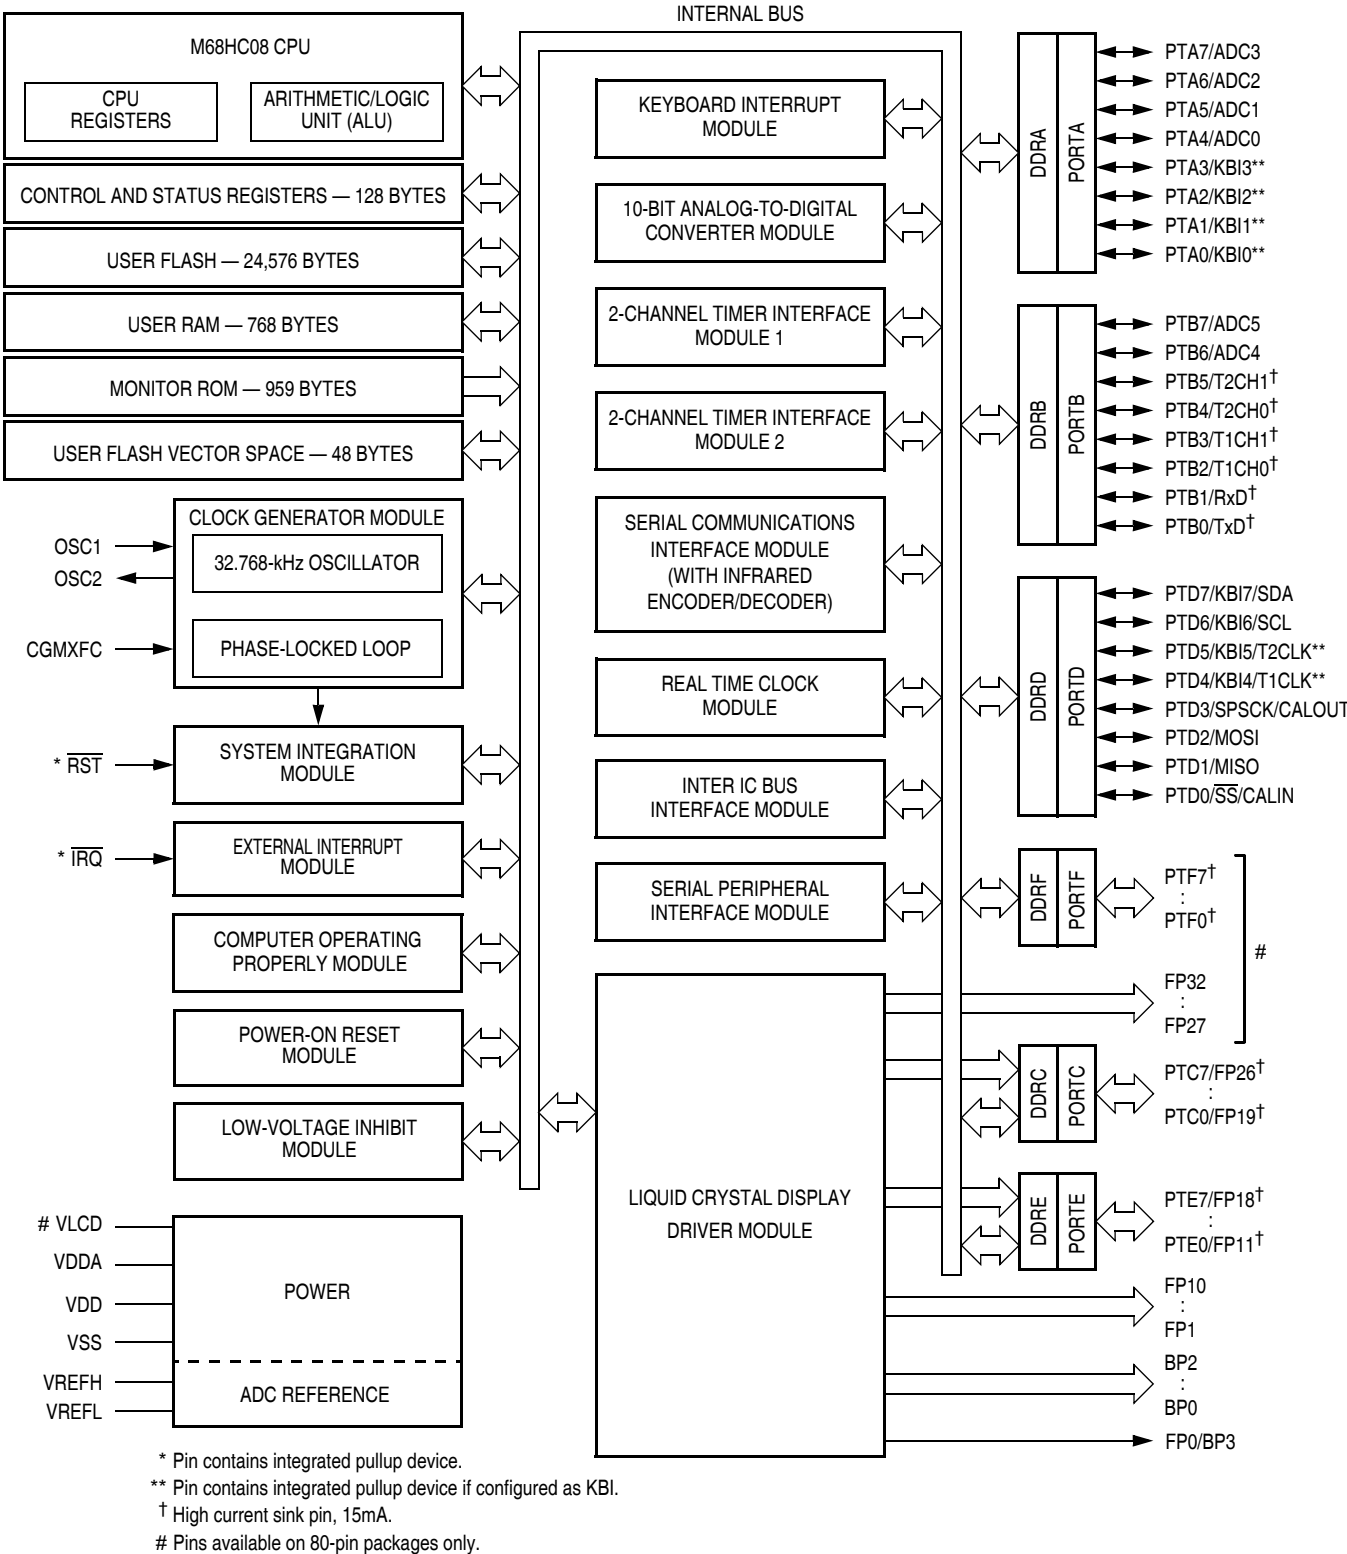 INTERNAL BUS
M68HC08 CPU
CPU
REGISTERS
ARITHMETIC/LOGIC
UNIT (ALU)
CONTROL AND STATUS REGISTERS — 128 BYTES
USER FLASH — 24,576 BYTES
USER RAM — 768 BYTES
MONITOR ROM — 959 BYTES
USER FLASH VECTOR SPACE — 48 BYTES
CLOCK GENERATOR MODULE
32.768-kHz OSCILLATOR
PHASE-LOCKED LOOP
OSC1
OSC2
CGMXFC
SYSTEM INTEGRATION
MODULE
* R̅S̅T̅
EXTERNAL INTERRUPT
MODULE
* I̅R̅Q̅
COMPUTER OPERATING
PROPERLY MODULE
POWER-ON RESET
MODULE
LOW-VOLTAGE INHIBIT
MODULE
# VLCD
VDDA
VDD
VSS
VREFH
VREFL
POWER
ADC REFERENCE
KEYBOARD INTERRUPT
MODULE
10-BIT ANALOG-TO-DIGITAL
CONVERTER MODULE
2-CHANNEL TIMER INTERFACE
MODULE 1
2-CHANNEL TIMER INTERFACE
MODULE 2
SERIAL COMMUNICATIONS
INTERFACE MODULE
(WITH INFRARED
ENCODER/DECODER)
REAL TIME CLOCK
MODULE
INTER IC BUS
INTERFACE MODULE
SERIAL PERIPHERAL
INTERFACE MODULE
LIQUID CRYSTAL DISPLAY
DRIVER MODULE
DDRA
PORTA
PTA7/ADC3
PTA6/ADC2
PTA5/ADC1
PTA4/ADC0
PTA3/KBI3**
PTA2/KBI2**
PTA1/KBI1**
PTA0/KBI0**
DDRB
PORTB
PTB7/ADC5
PTB6/ADC4
PTB5/T2CH1†
PTB4/T2CH0†
PTB3/T1CH1†
PTB2/T1CH0†
PTB1/RxD†
PTB0/TxD†
DDRD
PORTD
PTD7/KBI7/SDA
PTD6/KBI6/SCL
PTD5/KBI5/T2CLK**
PTD4/KBI4/T1CLK**
PTD3/SPSCK/CALOUT
PTD2/MOSI
PTD1/MISO
PTD0/S̅S̅/CALIN
DDRF
PORTF
PTF7†
:
PTF0†
#
FP32
:
FP27
DDRC
PORTC
PTC7/FP26†
:
PTC0/FP19†
DDRE
PORTE
PTE7/FP18†
:
PTE0/FP11†
FP10
:
FP1
BP2
:
BP0
FP0/BP3
* Pin contains integrated pullup device.
** Pin contains integrated pullup device if configured as KBI.
† High current sink pin, 15mA.
# Pins available on 80-pin packages only.